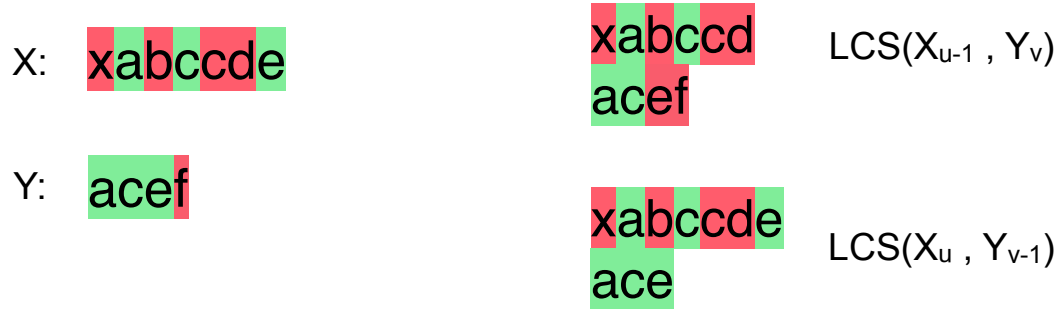 X: xabccde
Y: acef
xabccd
acef
LCS(Xu-1 , Yv)
xabccde
ace
LCS(Xu , Yv-1)